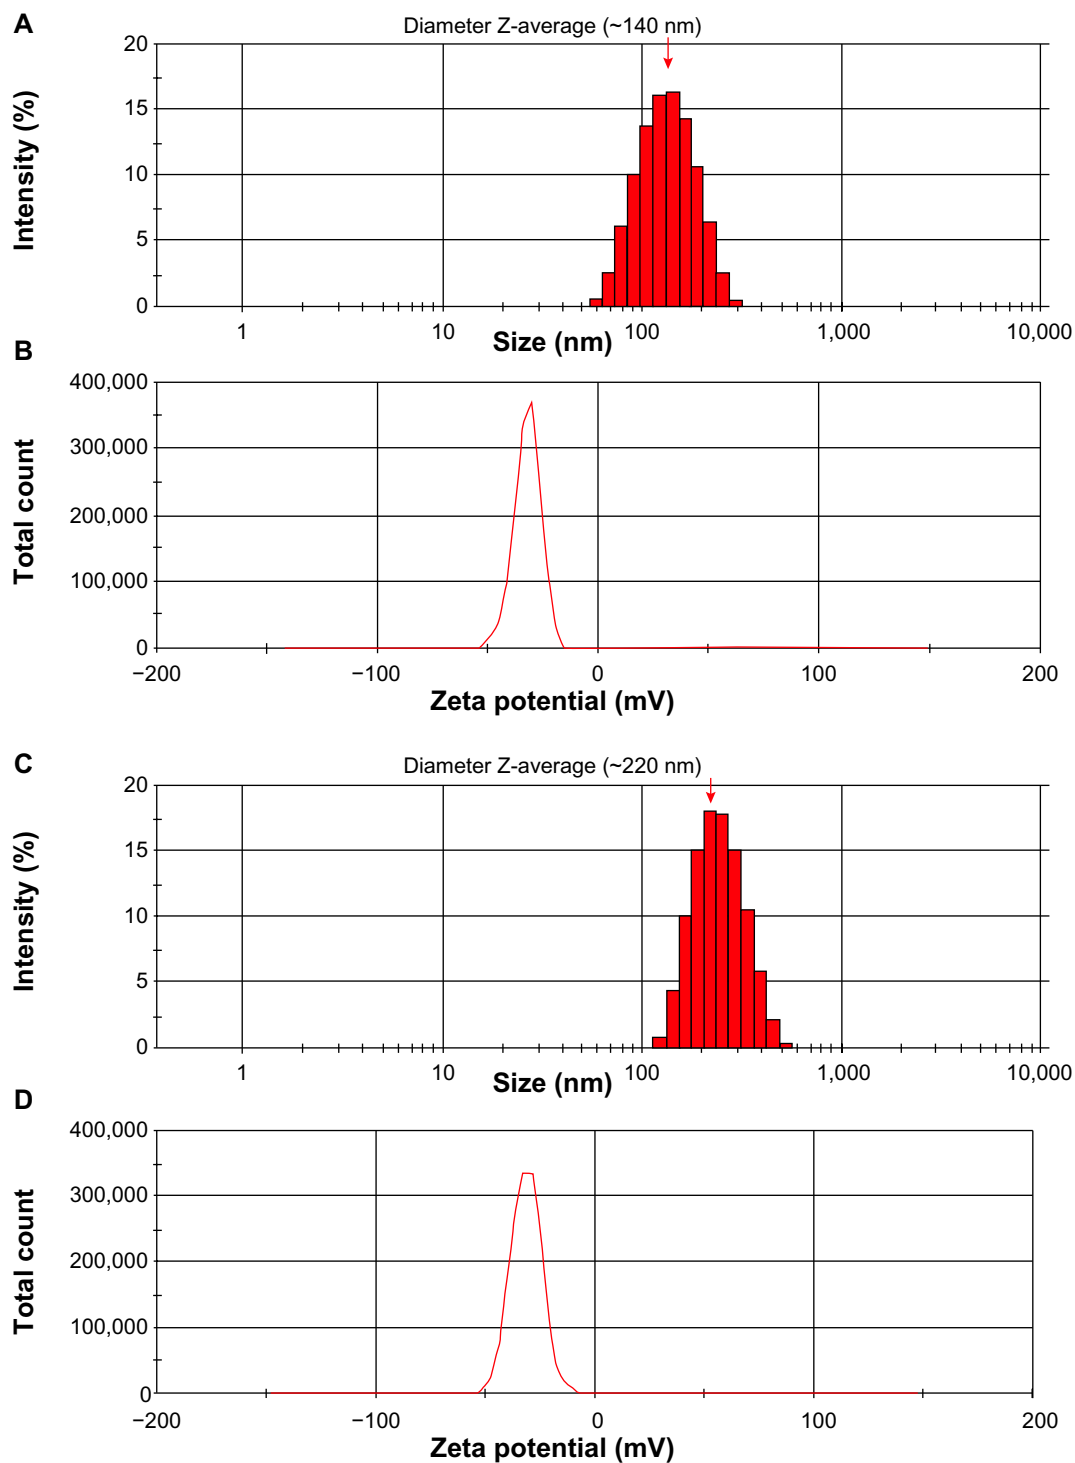 A
Diameter Z-average (~140 nm)
20
15
10
5
0
Intensity (%)
1 10 100 1,000 10,000
Size (nm)
B
400,000
300,000
200,000
100,000
0
Total count
−200 −100 0 100 200
Zeta potential (mV)
C
Diameter Z-average (~220 nm)
20
15
10
5
0
Intensity (%)
1 10 100 1,000 10,000
Size (nm)
D
400,000
300,000
200,000
100,000
0
Total count
−200 −100 0 100 200
Zeta potential (mV)